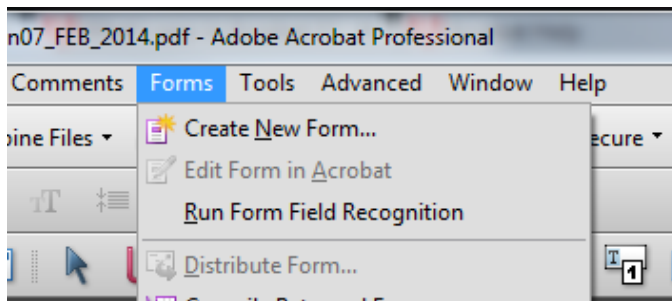 n07_FEB_2014.pdf - Adobe Acrobat Professional
Comments Forms Tools Advanced Window Help
bine Files Create New Form... ecure
Edit Form in Acrobat
Run Form Field Recognition
Distribute Form...